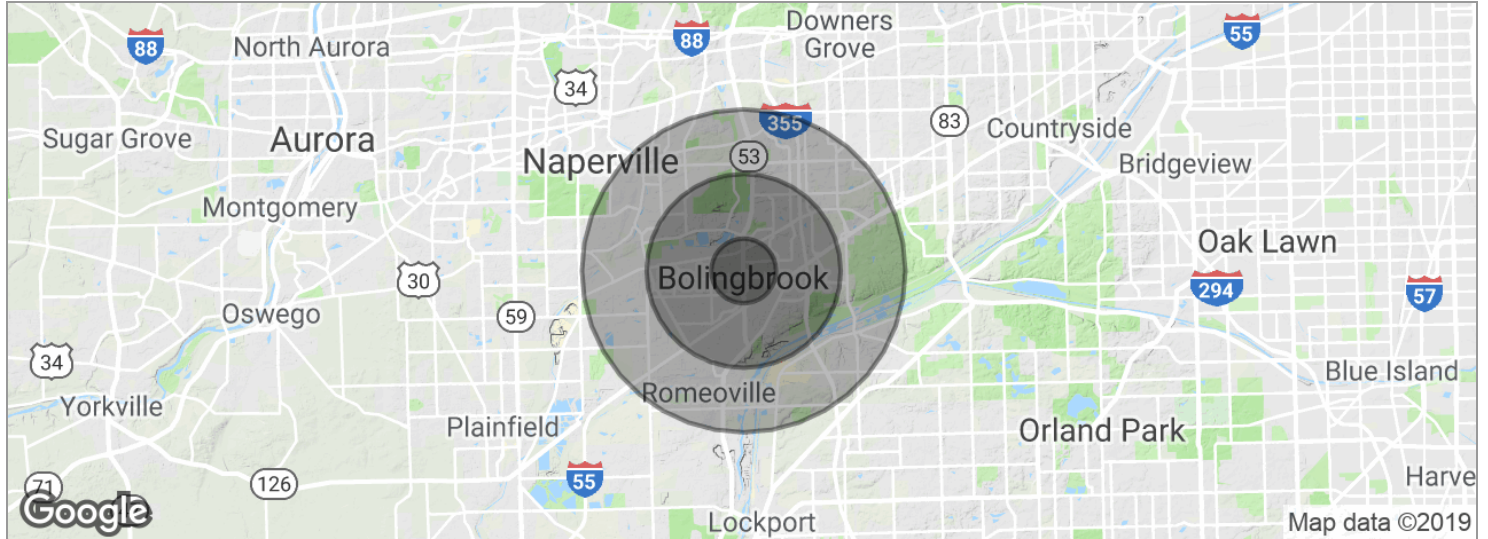 Downers
Grove
88
North Aurora
88
55
34
355
83
Countryside
Sugar Grove
Aurora
Naperville
53
Bridgeview
Montgomery
Oak Lawn
Bolingbrook
30
294
57
Oswego
59
34
Blue Island
Romeoville
Yorkville
Plainfield
Orland Park
55
Harve
71
126
Google
Lockport
Map data ©2019